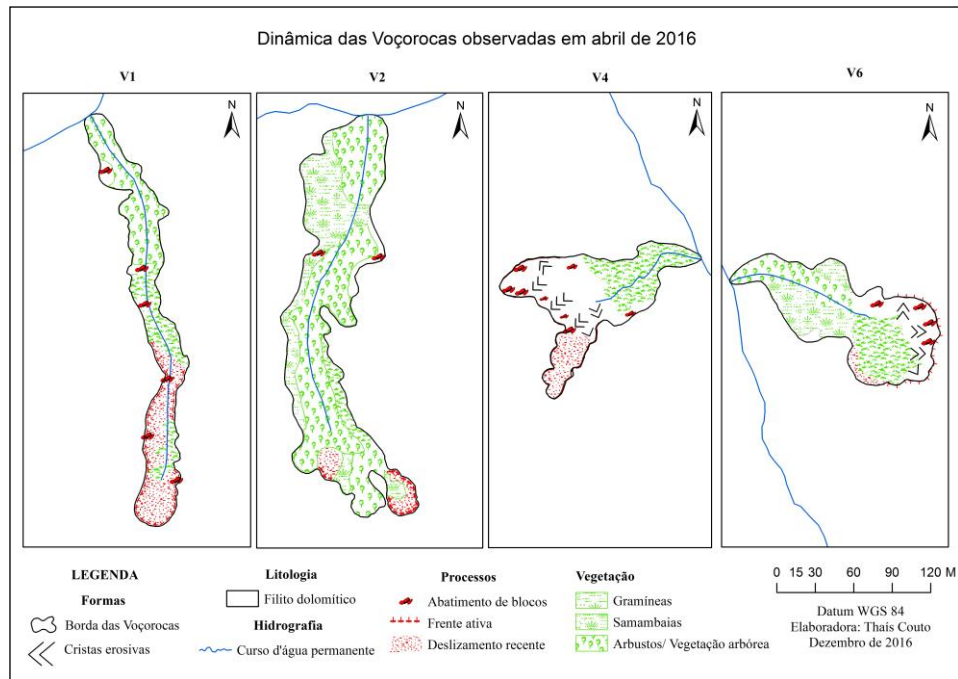 Dinâmica das Voçorocas observadas em abril de 2016
V1
V2
V4
V6
N
N
N
N
LEGENDA
Formas
Borda das Voçorocas
Cristas erosivas
Litologia
Filito dolomítico
Hidrografia
Curso d'água permanente
Processos
Abatimento de blocos
Frente ativa
Deslizamento recente
Vegetação
Gramíneas
Samambaias
Arbustos/ Vegetação arbórea
0 15 30 60 90 120 M
Datum WGS 84
Elaboradora: Thaís Couto
Dezembro de 2016